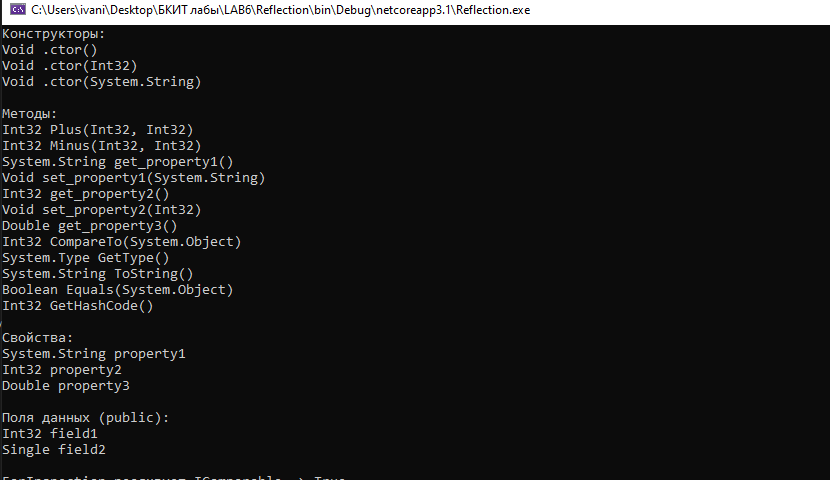 C:\Users\ivani\Desktop\БКИТ лабы\LAB6\Reflection\bin\Debug\netcoreapp3.1\Reflection.exe
Конструкторы:
Void .ctor()
Void .ctor(Int32)
Void .ctor(System.String)
Методы:
Int32 Plus(Int32, Int32)
Int32 Minus(Int32, Int32)
System.String get_property1()
Void set_property1(System.String)
Int32 get_property2()
Void set_property2(Int32)
Double get_property3()
Int32 CompareTo(System.Object)
System.Type GetType()
System.String ToString()
Boolean Equals(System.Object)
Int32 GetHashCode()
Свойства:
System.String property1
Int32 property2
Double property3
Поля данных (public):
Int32 field1
Single field2
ForInspection реализует IComparable -> True